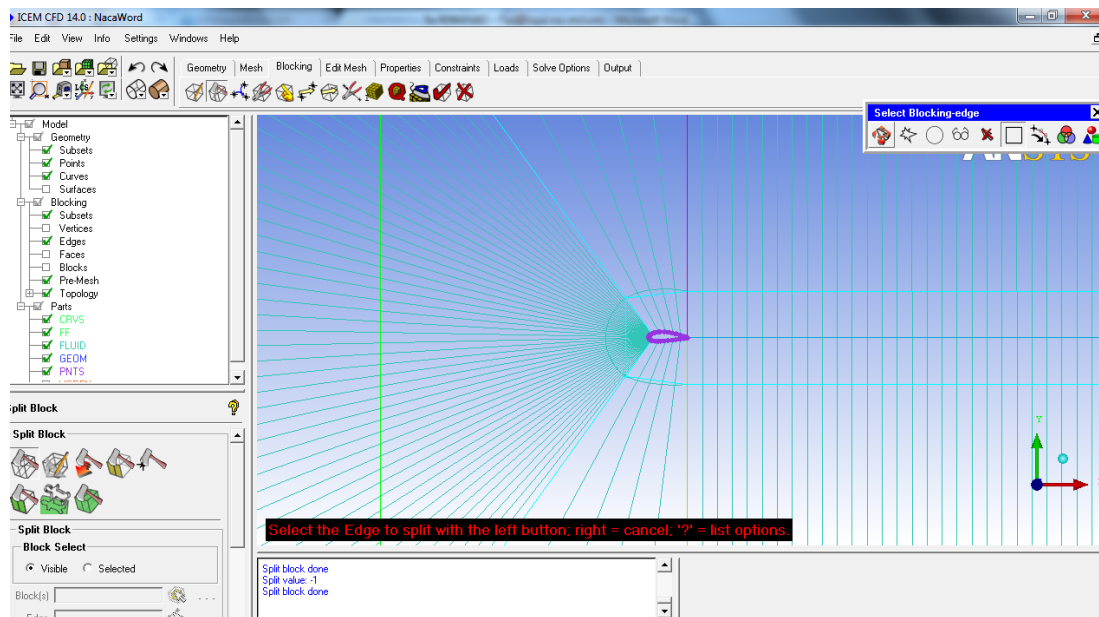 ICEM CFD 14.0 : NacaWord
File Edit View Info Settings Windows Help
Geometry Mesh Blocking Edit Mesh Properties Constraints Loads Solve Options Output
Select Blocking-edge
Model
Geometry
Subsets
Points
Curves
Surfaces
Blocking
Subsets
Vertices
Edges
Faces
Blocks
Pre-Mesh
Topology
Parts
CRVS
FF
FLUID
GEOM
PNTS
ANSYS
Split Block
Split Block
Split Block
Block Select
Visible Selected
Block(s)
Edge
Y
Select the Edge to split with the left button; right = cancel; '?' = list options.
Split block done
Split value: -1
Split block done